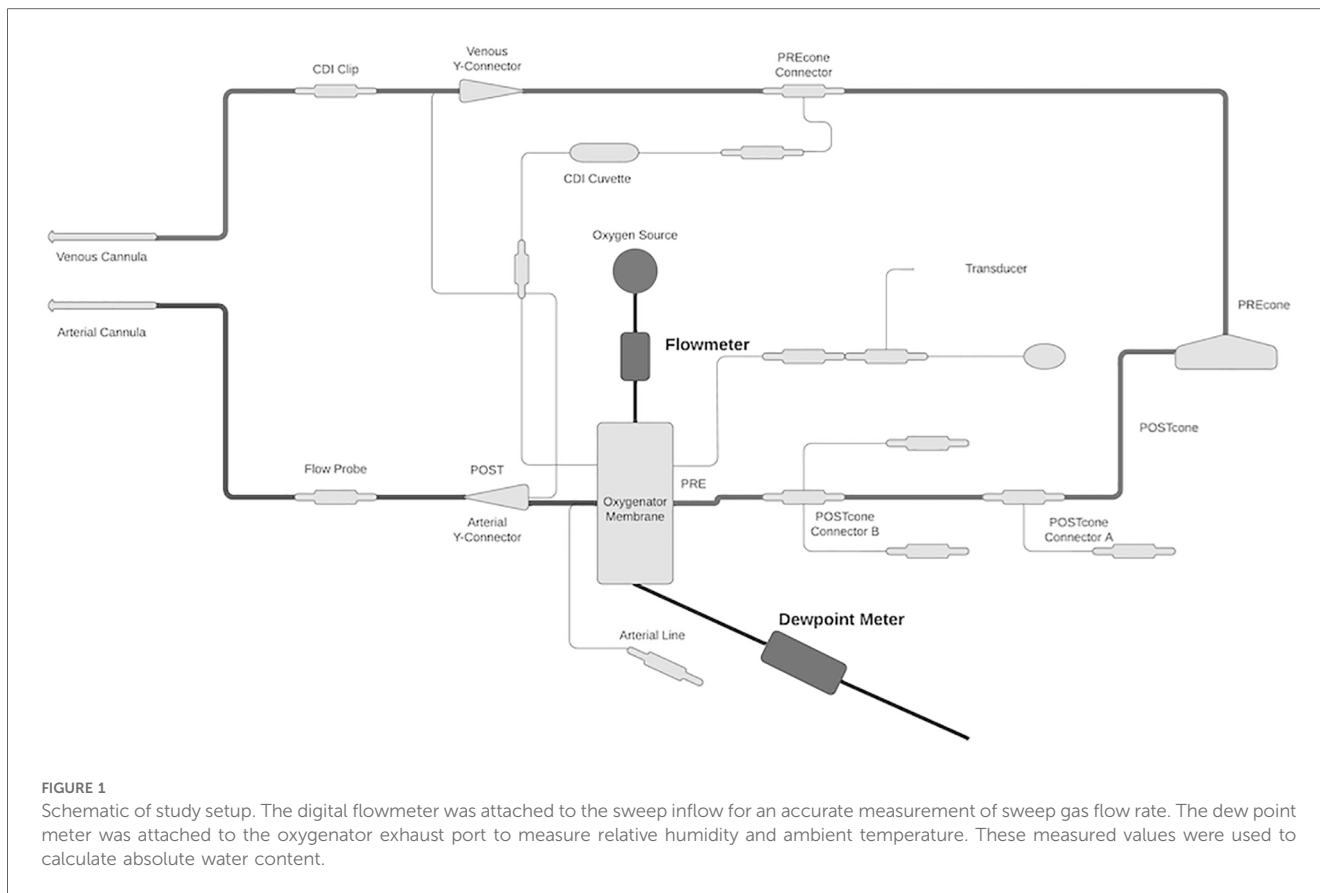 CDI Clip
Venous
Y-Connector
PREcone
Connector
CDI Cuvette
Oxygen Source
Venous Cannula
Transducer
Arterial Cannula
PREcone
Flowmeter
POSTcone
Flow Probe
POST
PRE
Oxygenator
Membrane
Arterial
Y-Connector
POSTcone
Connector B
POSTcone
Connector A
Dewpoint Meter
Arterial Line
FIGURE 1
Schematic of study setup. The digital flowmeter was attached to the sweep inflow for an accurate measurement of sweep gas flow rate. The dew point
meter was attached to the oxygenator exhaust port to measure relative humidity and ambient temperature. These measured values were used to
calculate absolute water content.